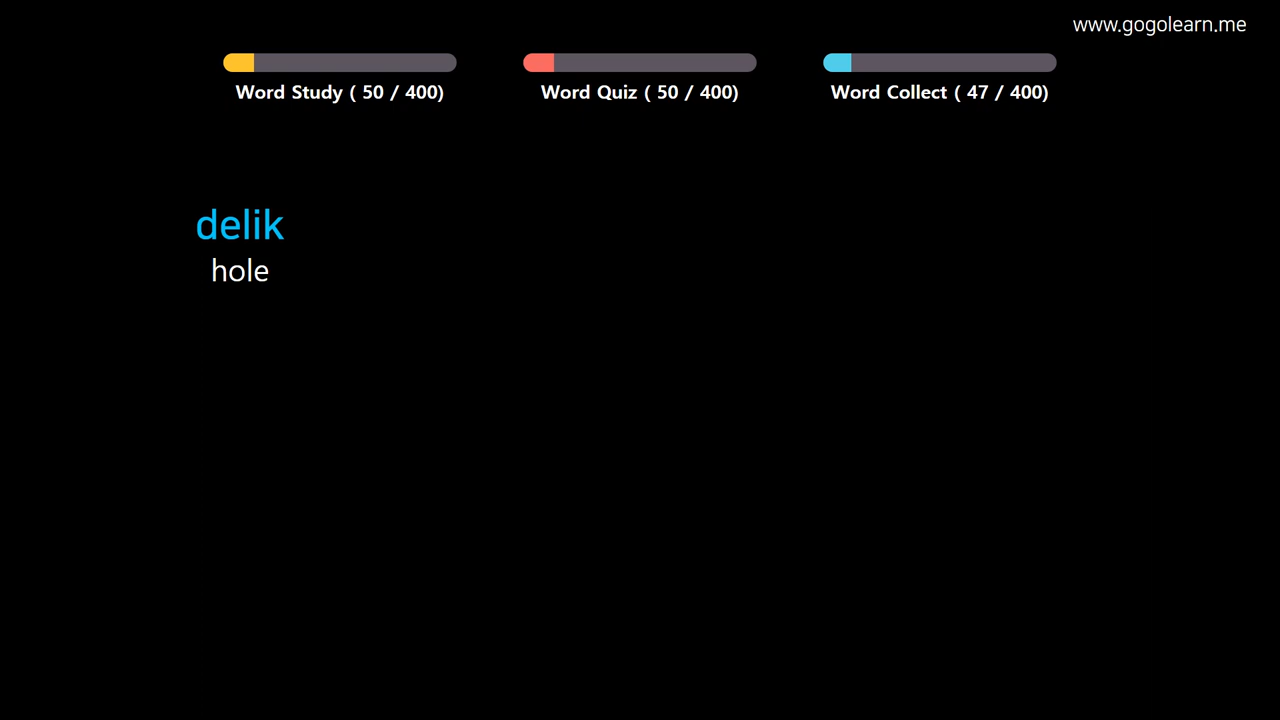 www.gogolearn.me
Word Study ( 50 / 400)
Word Quiz ( 50 / 400)
Word Collect ( 47 / 400)
delik
hole